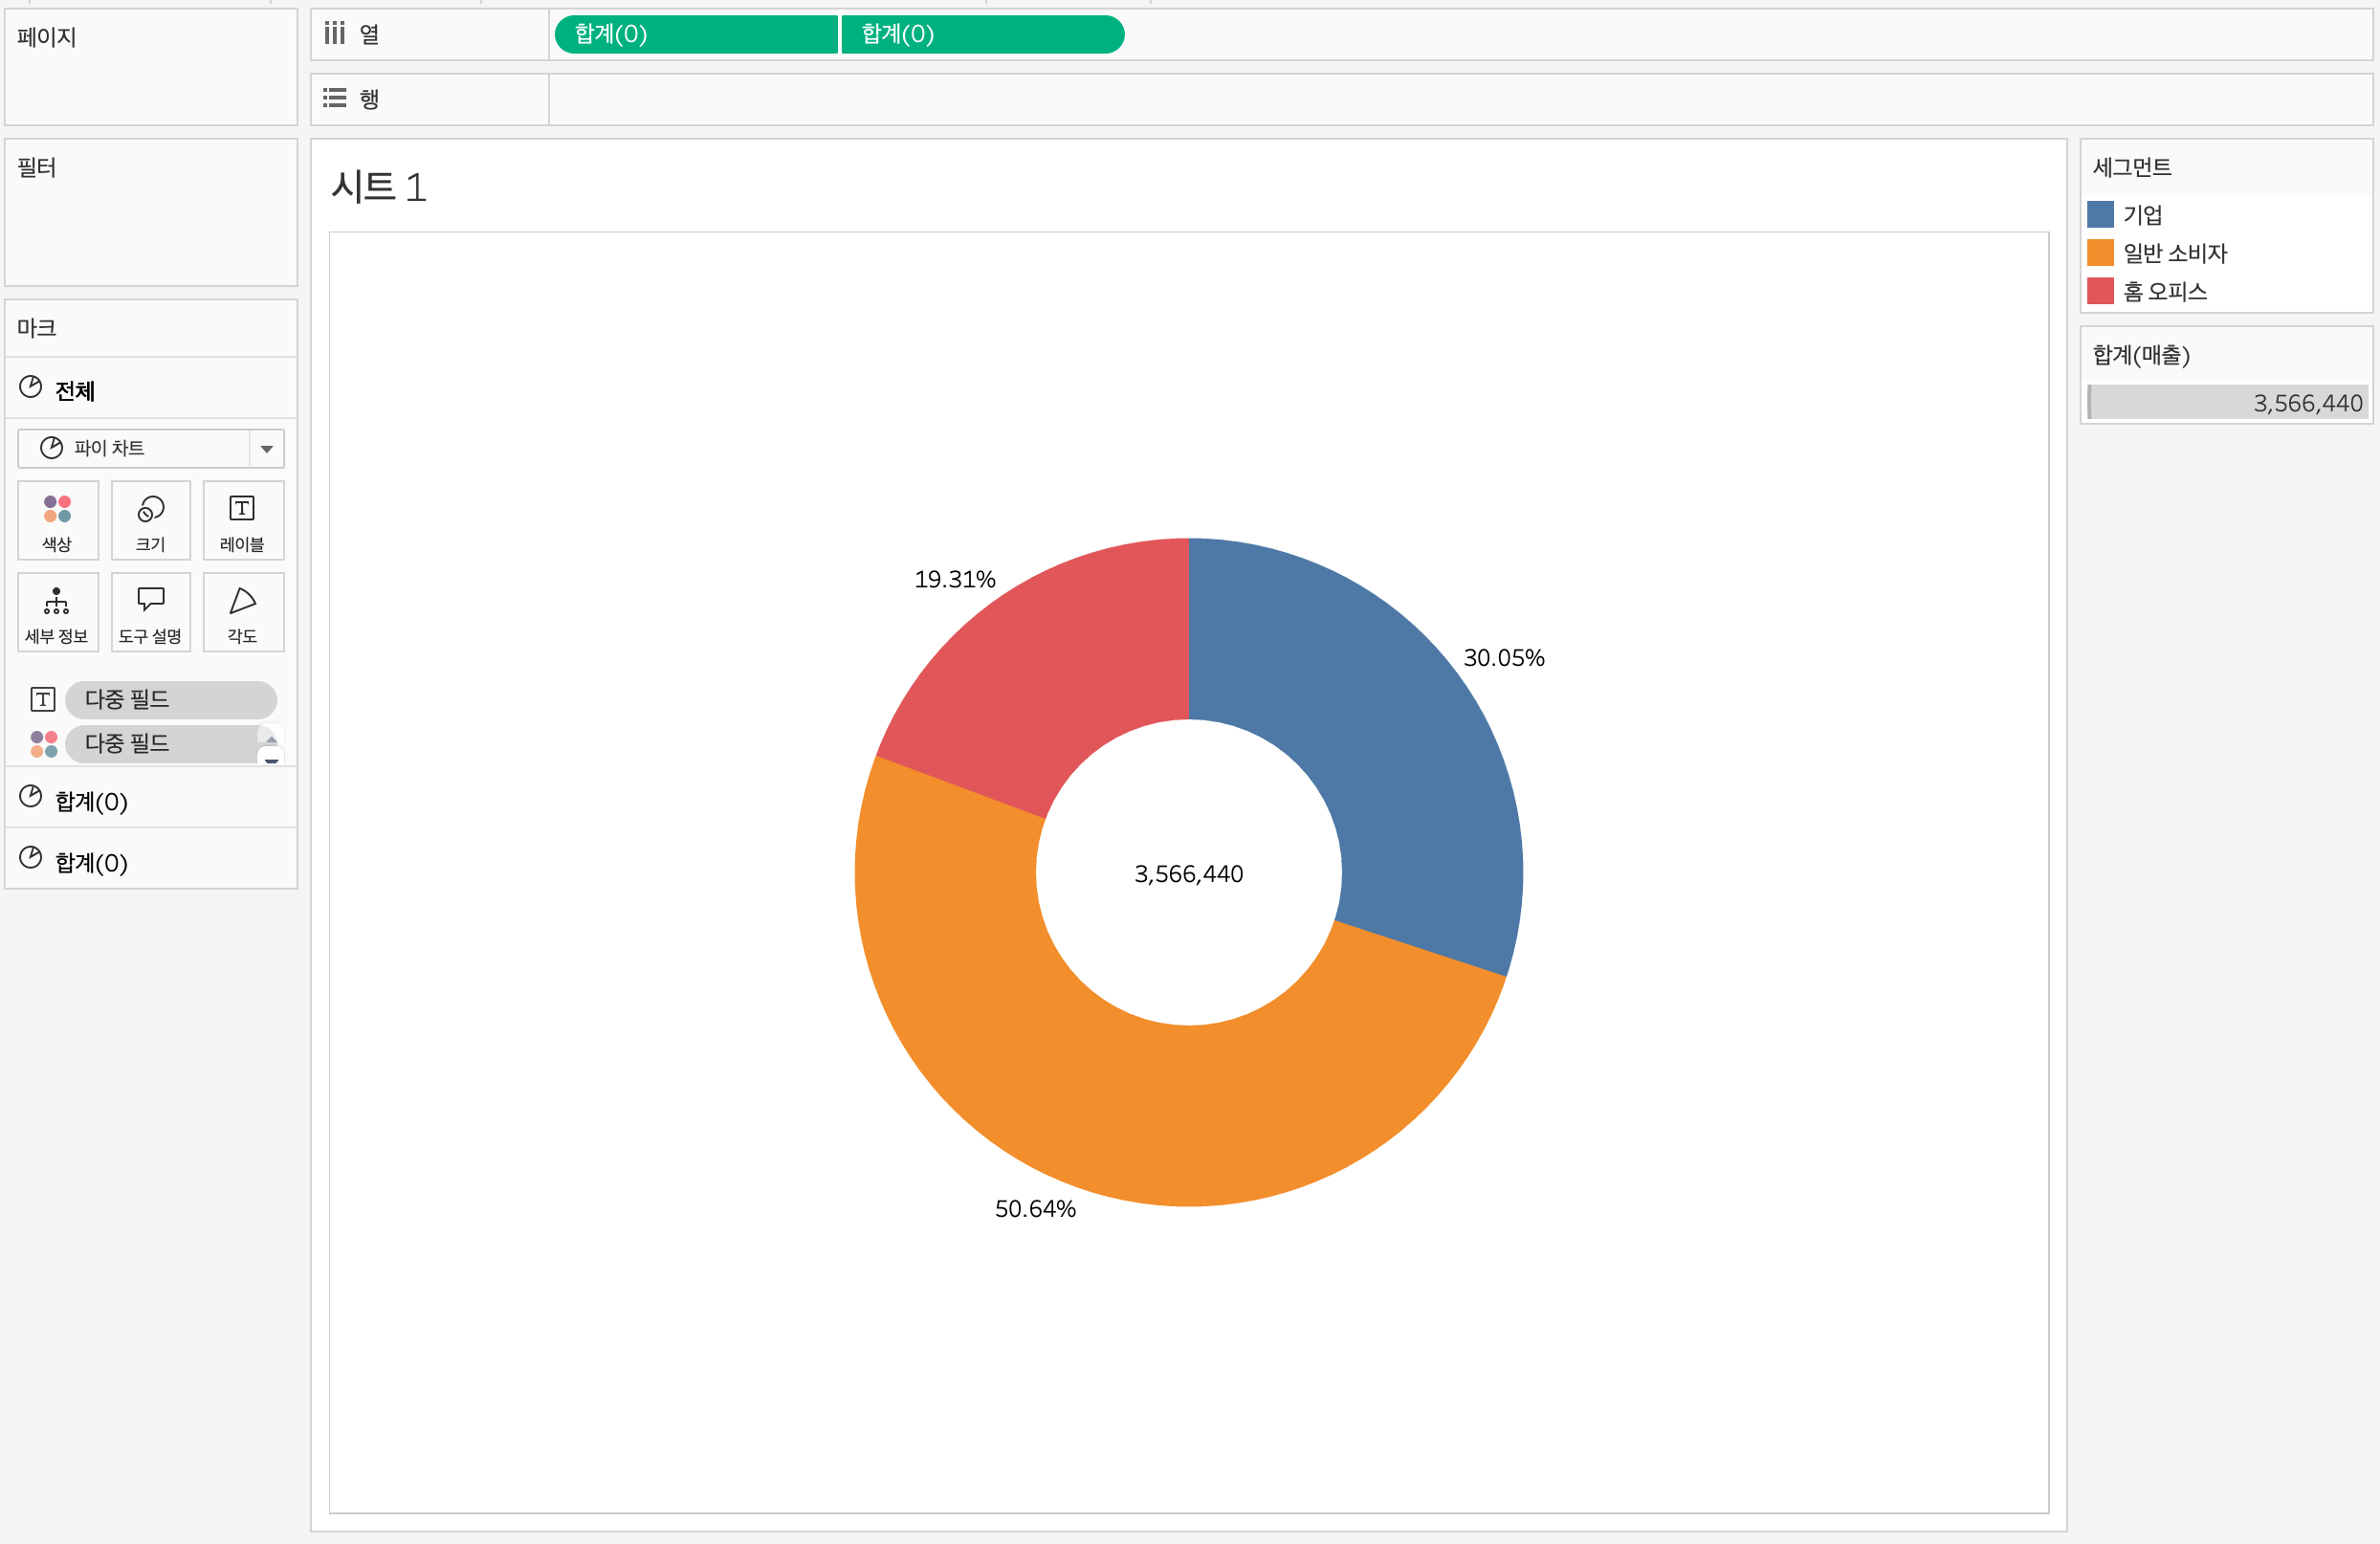 페이지
열
합계(0)
합계(0)
행
필터
마크
전체
파이 차트
색상
크기
레이블
세부 정보
도구 설명
각도
다중 필드
다중 필드
합계(0)
합계(0)
시트 1
19.31%
30.05%
3,566,440
50.64%
세그먼트
기업
일반 소비자
홈 오피스
합계(매출)
3,566,440